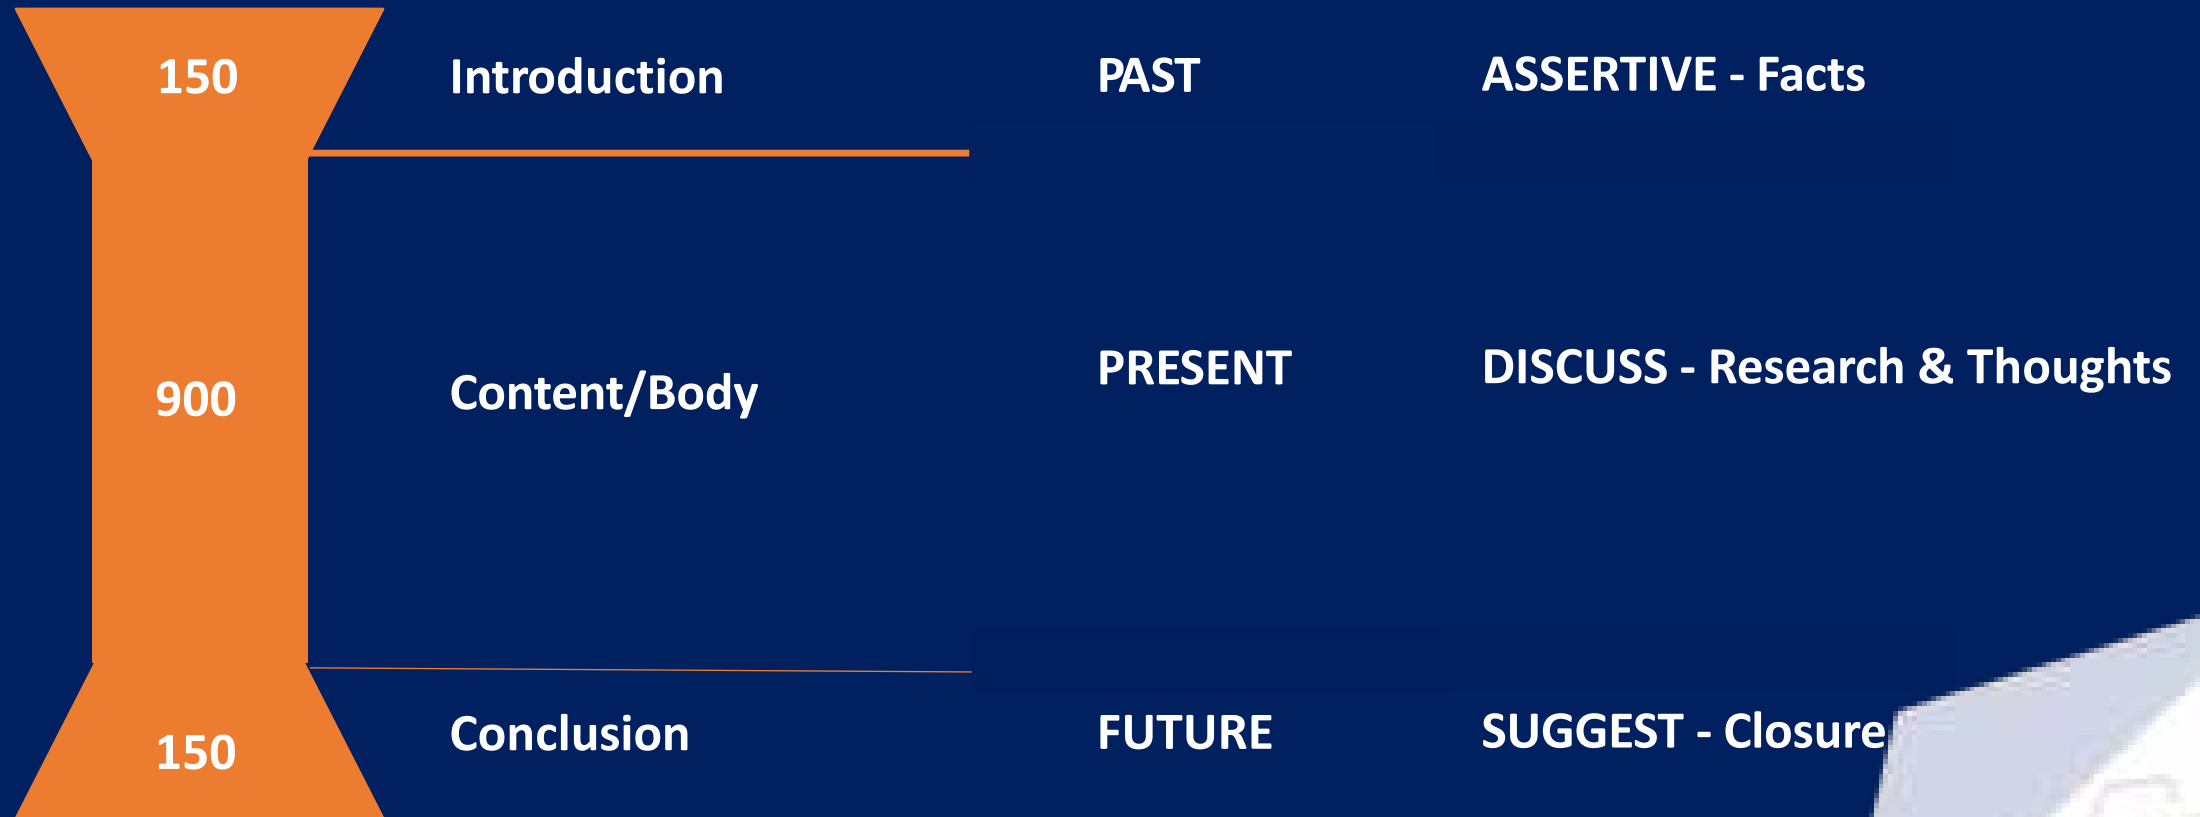 150 Introduction PAST ASSERTIVE - Facts
900 Content/Body PRESENT DISCUSS - Research & Thoughts
150 Conclusion FUTURE SUGGEST - Closure